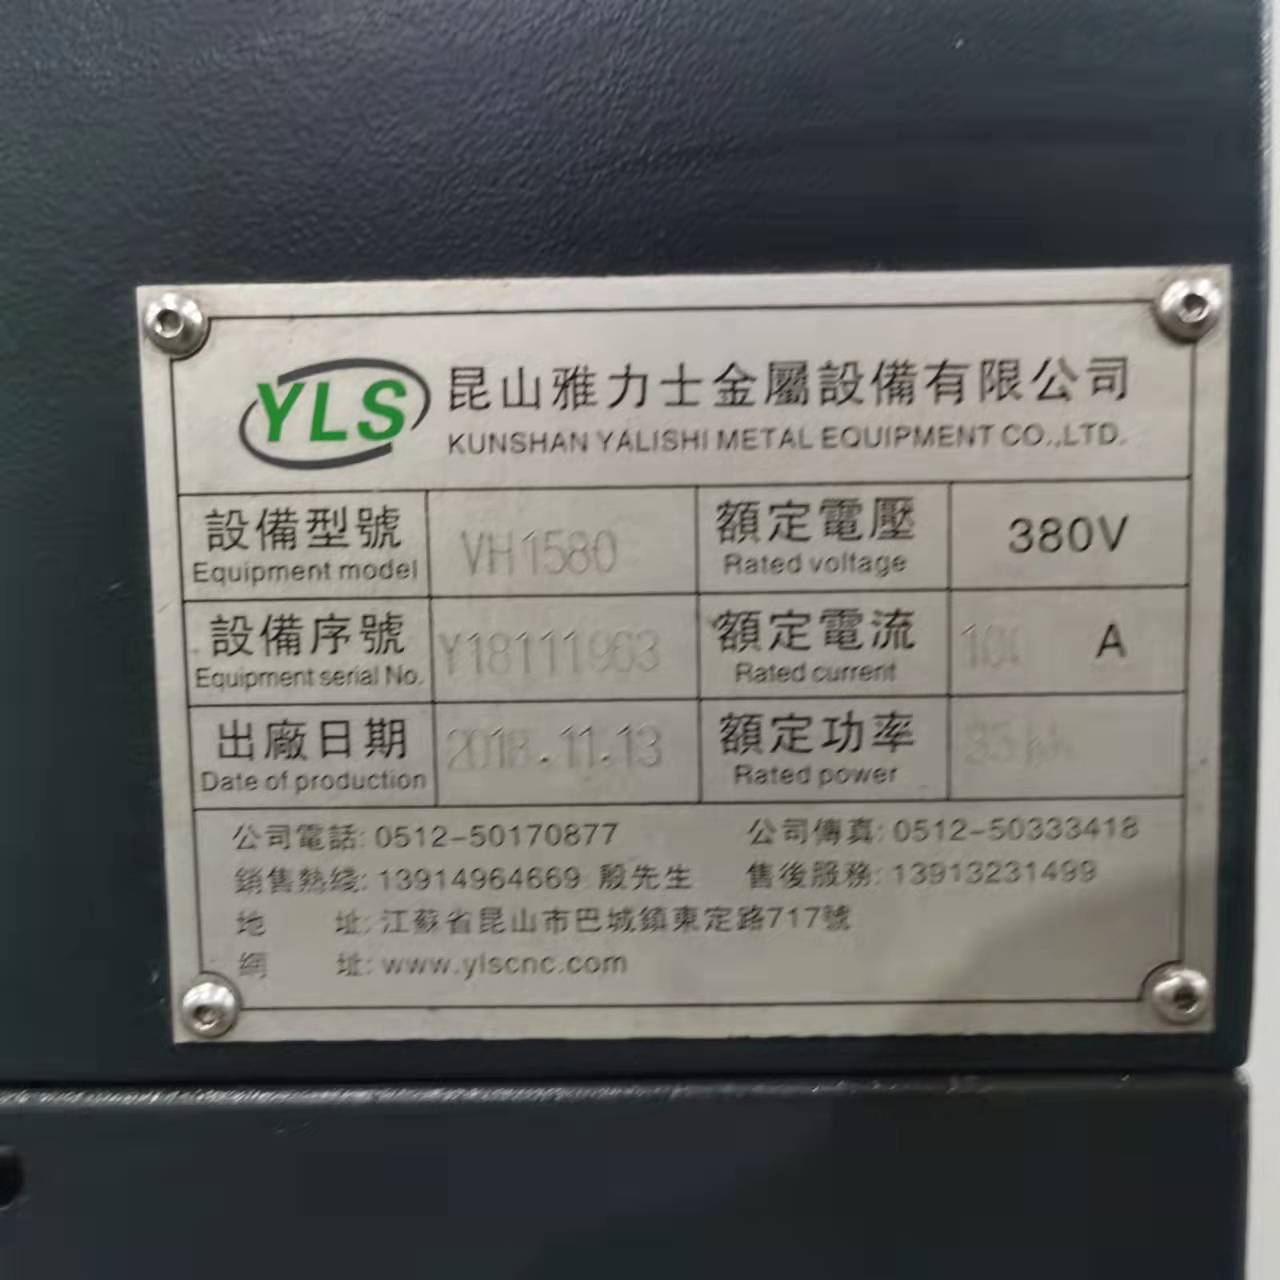 YLS 昆山雅力士金屬設備有限公司
KUNSHAN YALISHI METAL EQUIPMENT CO.,LTD.
設備型號 VH1580 額定電壓 380V
Equipment model Rated voltage
設備序號 Y18111963 額定電流 A
Equipment serial No. Rated current
出廠日期 2018.11.13 額定功率
Date of production Rated power
公司電話: 0512-50170877 公司傳真: 0512-50333418
銷售熱綫: 13914964669 殷先生 售後服務: 13913231499
地 址: 江蘇省昆山市巴城鎮東定路717號
網 址: www.ylscnc.com